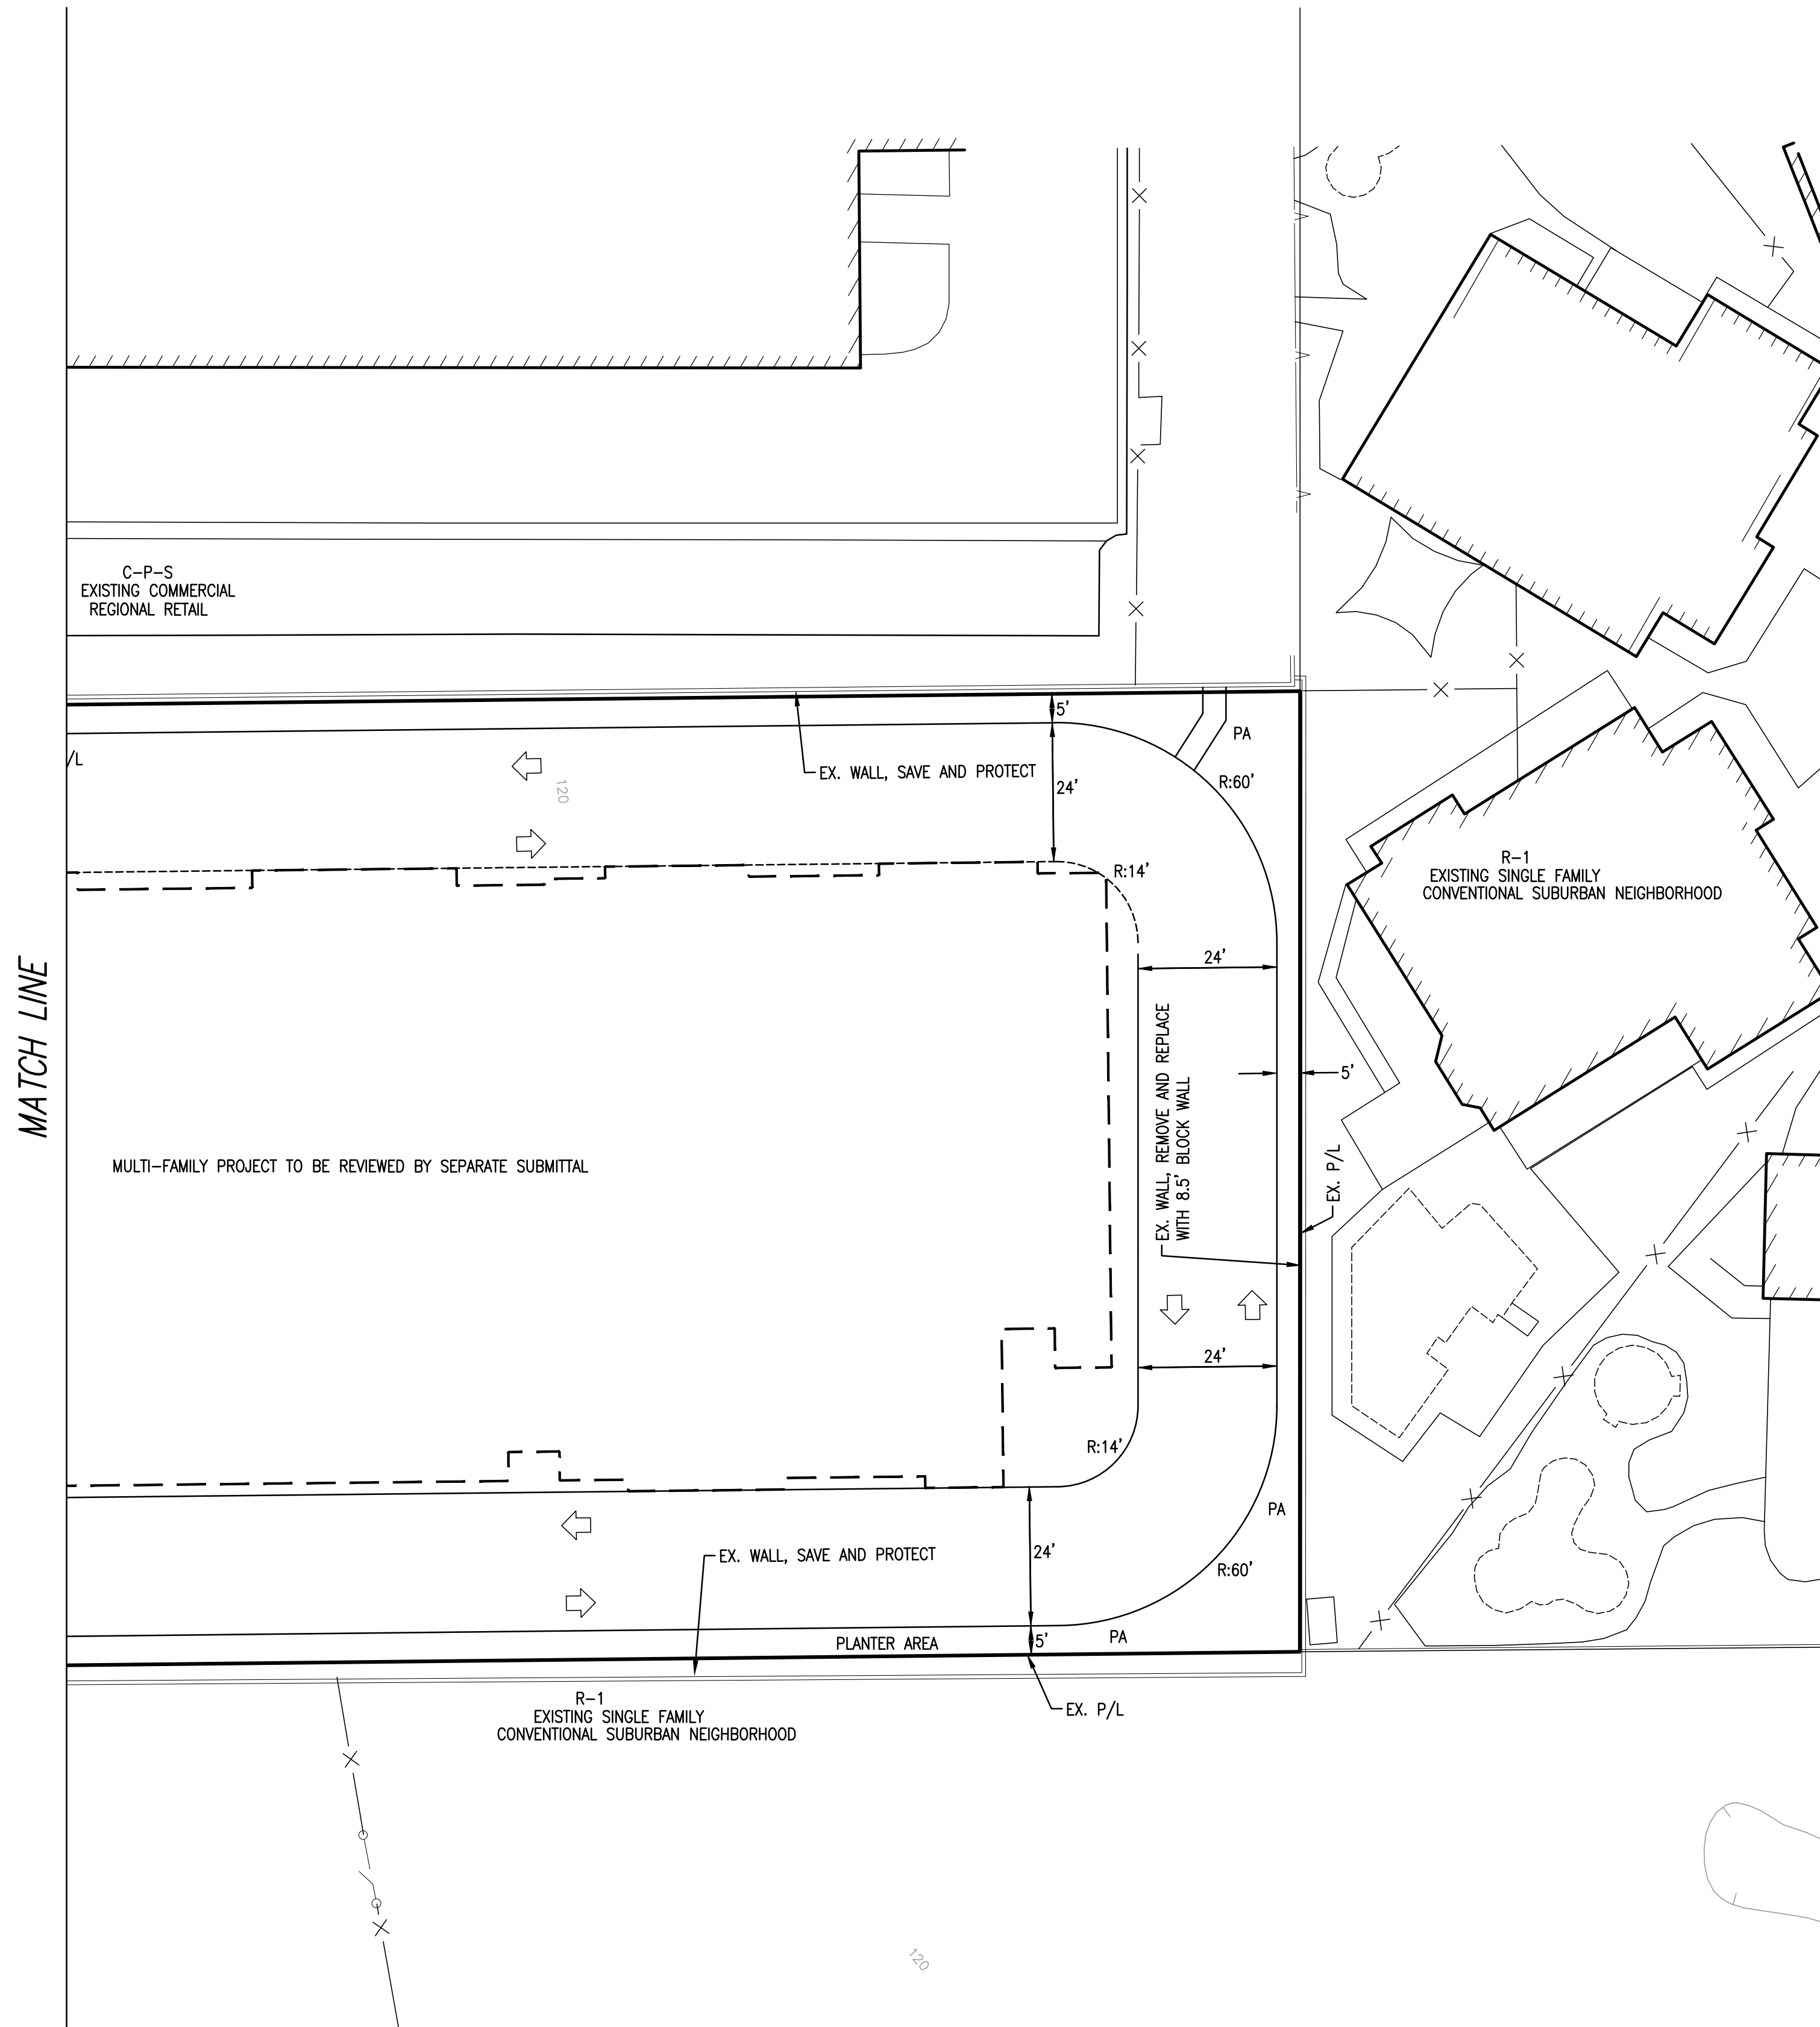 C-P-S
EXISTING COMMERCIAL
REGIONAL RETAIL
5'
PA
/L
EX. WALL, SAVE AND PROTECT
120
24'
R:60'
R:14'
R-1
EXISTING SINGLE FAMILY
CONVENTIONAL SUBURBAN NEIGHBORHOOD
24'
MATCH LINE
EX. WALL, REMOVE AND REPLACE
WITH 8.5' BLOCK WALL
5'
EX. P/L
MULTI-FAMILY PROJECT TO BE REVIEWED BY SEPARATE SUBMITTAL
24'
R:14'
PA
EX. WALL, SAVE AND PROTECT
24'
R:60'
PLANTER AREA
5'
PA
R-1
EXISTING SINGLE FAMILY
CONVENTIONAL SUBURBAN NEIGHBORHOOD
EX. P/L
120